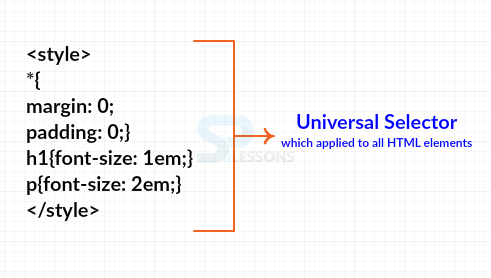 <style>
*{
margin: 0;
padding: 0;}
h1{font-size: 1em;}
p{font-size: 2em;}
</style>
Universal Selector
which applied to all HTML elements
SP LESSONS